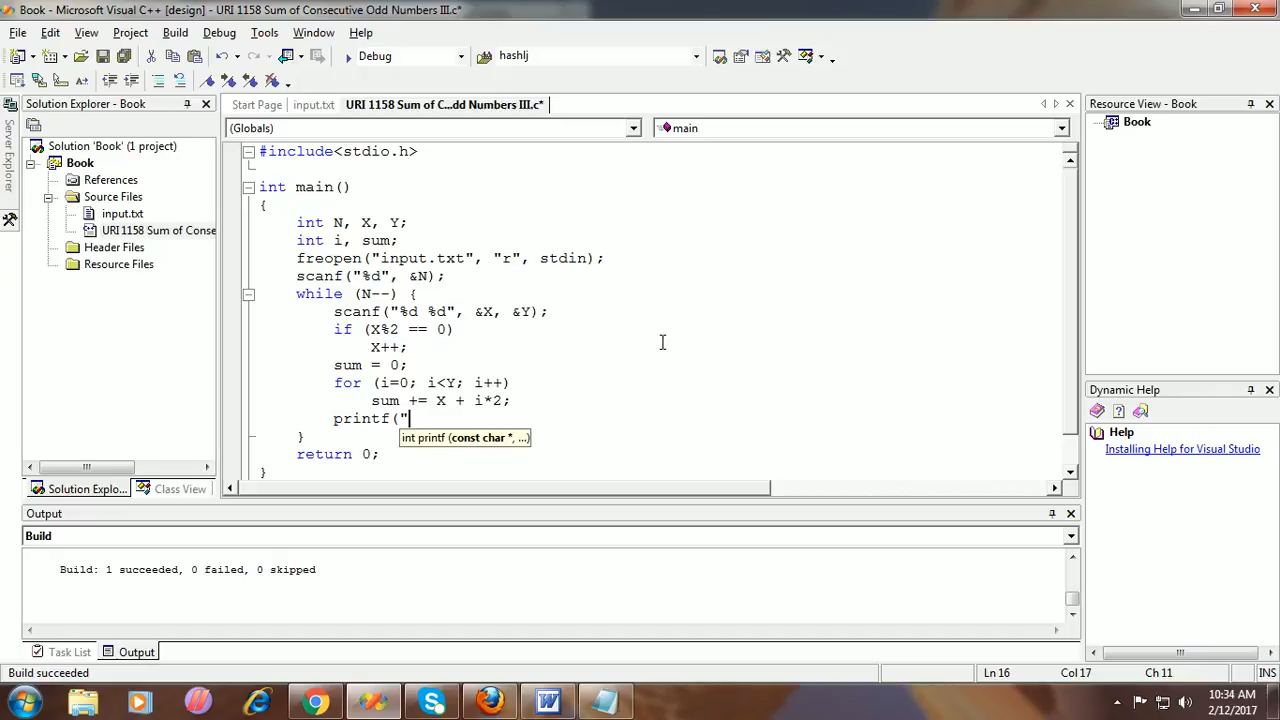 Book - Microsoft Visual C++ [design] - URI 1158 Sum of Consecutive Odd Numbers III.c*
File Edit View Project Build Debug Tools Window Help
Debug hashlj
Solution Explorer - Book
Start Page input.txt URI 1158 Sum of C...dd Numbers III.c*
Resource View - Book
Server Explorer
(Globals) main
Book
Solution 'Book' (1 project)
Book
References
Source Files
input.txt
URI 1158 Sum of Conse
Header Files
Resource Files
#include<stdio.h>
int main()
{
int N, X, Y;
int i, sum;
freopen("input.txt", "r", stdin);
scanf("%d", &N);
while (N--) {
scanf("%d %d", &X, &Y);
if (X%2 == 0)
X++;
sum = 0;
for (i=0; i<Y; i++)
sum += X + i*2;
printf("
int printf (const char *, ...)
}
return 0;
}
Dynamic Help
Help
Installing Help for Visual Studio
Solution Explo... Class View
Output
Build
Build: 1 succeeded, 0 failed, 0 skipped
Task List Output
Build succeeded Ln 16 Col 17 Ch 11 INS
10:34 AM
2/12/2017